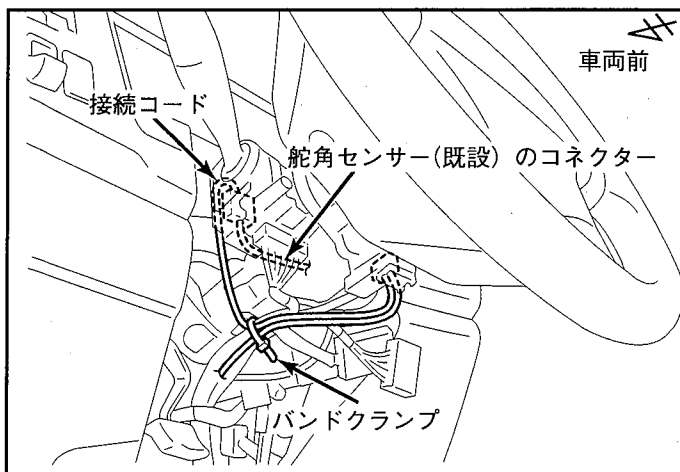 車両前
接続コード
舵角センサー(既設) のコネクター
バンドクランプ